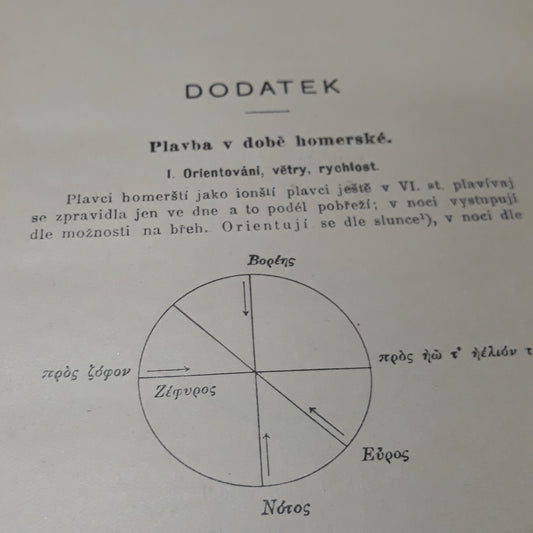 DODATEK
Plavba v době homerské.
I. Orientování, větry, rychlost.
Plavci homerští jako ionští plavci ještě v VI. st. plavívaj
se zpravidla jen ve dne a to podél pobřeží; v noci vystupují
dle možnosti na břeh. Orientují se dle slunce¹), v noci dle
Βορέης
πρὸς ζόφον
πρὸς ἠῶ τ' ἠέλιόν τ
Ζέφυρος
Εὖρος
Νότος